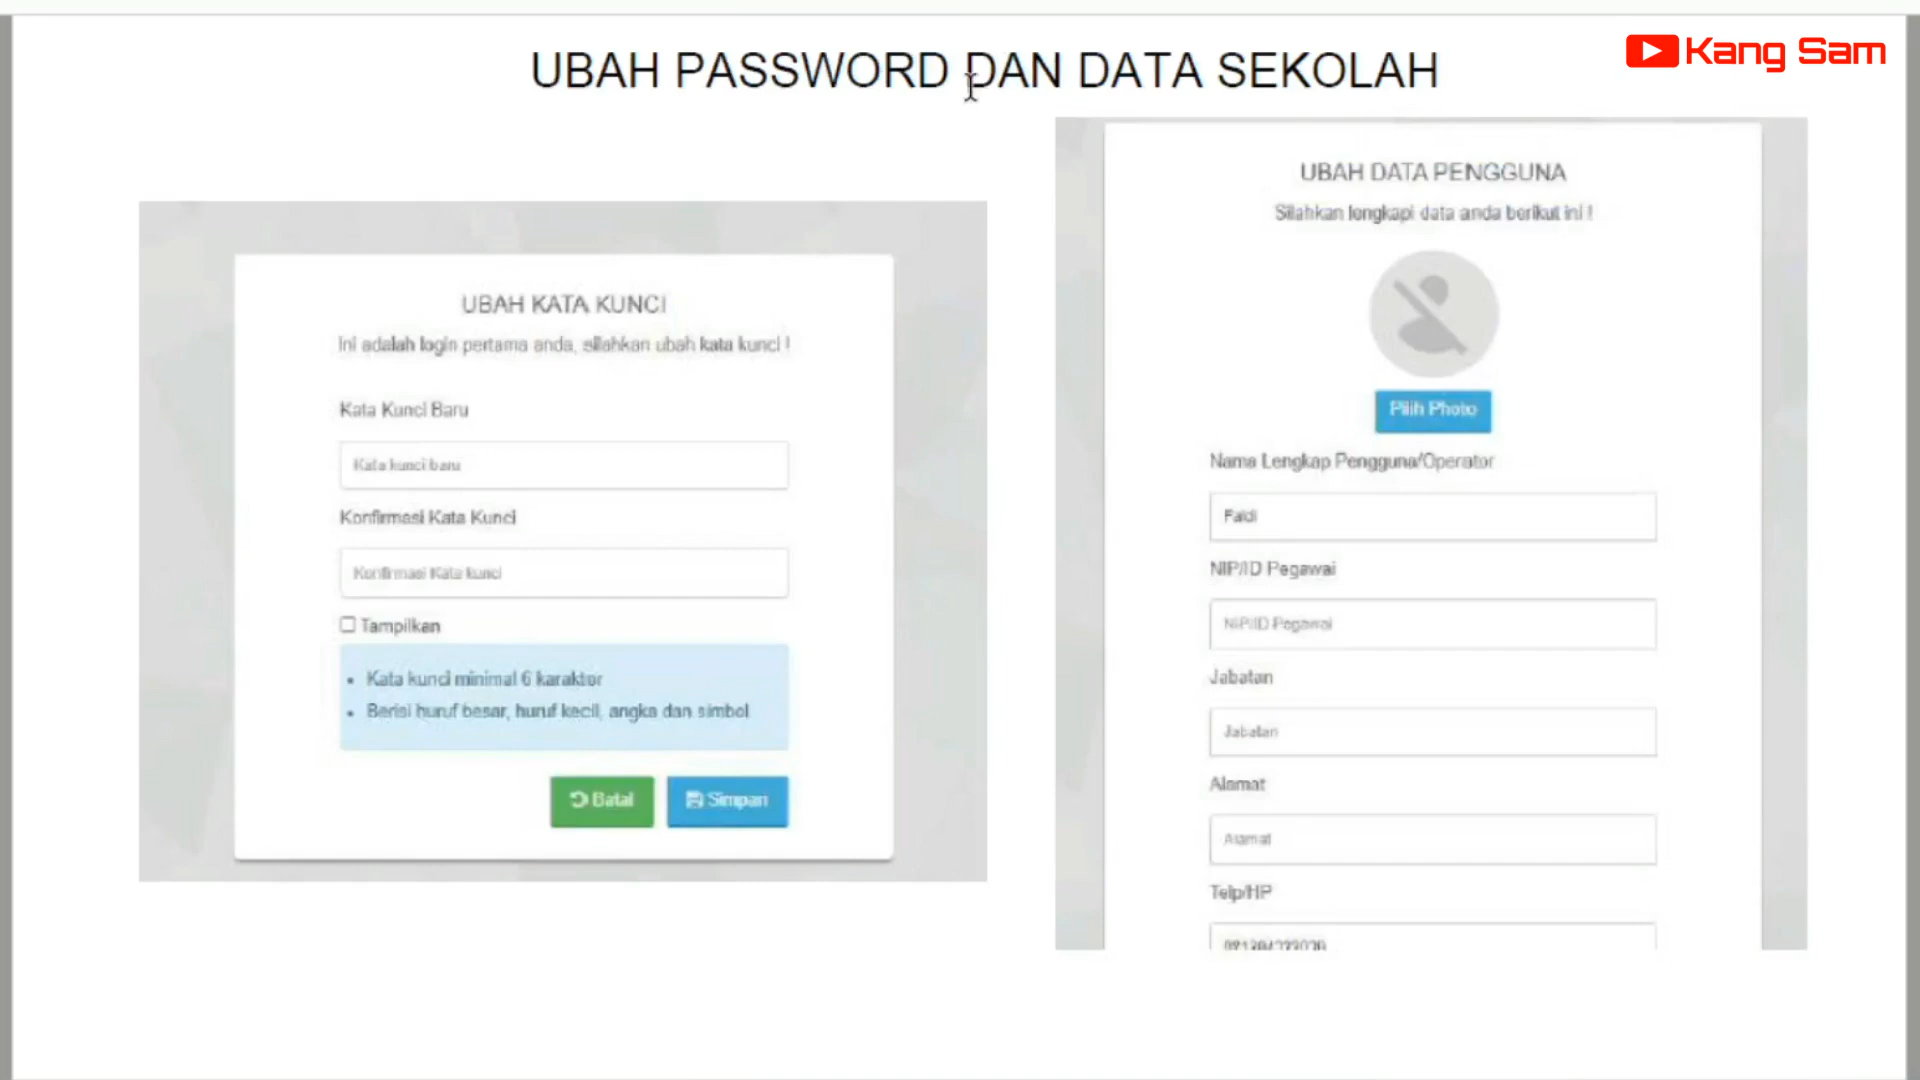 UBAH PASSWORD DAN DATA SEKOLAH
Kang Sam
UBAH KATA KUNCI
Ini adalah login pertama anda, silahkan ubah kata kunci !
Kata Kunci Baru
Kata kunci baru
Konfirmasi Kata Kunci
Konfirmasi Kata kunci
Tampilkan
Kata kunci minimal 6 karakter
Berisi huruf besar, huruf kecil, angka dan simbol
Batal
Simpan
UBAH DATA PENGGUNA
Silahkan lengkapi data anda berikut ini !
Pilih Photo
Nama Lengkap Pengguna/Operator
NIP/ID Pegawai
NIP/ID Pegawai
Jabatan
Jabatan
Alamat
Alamat
Telp/HP